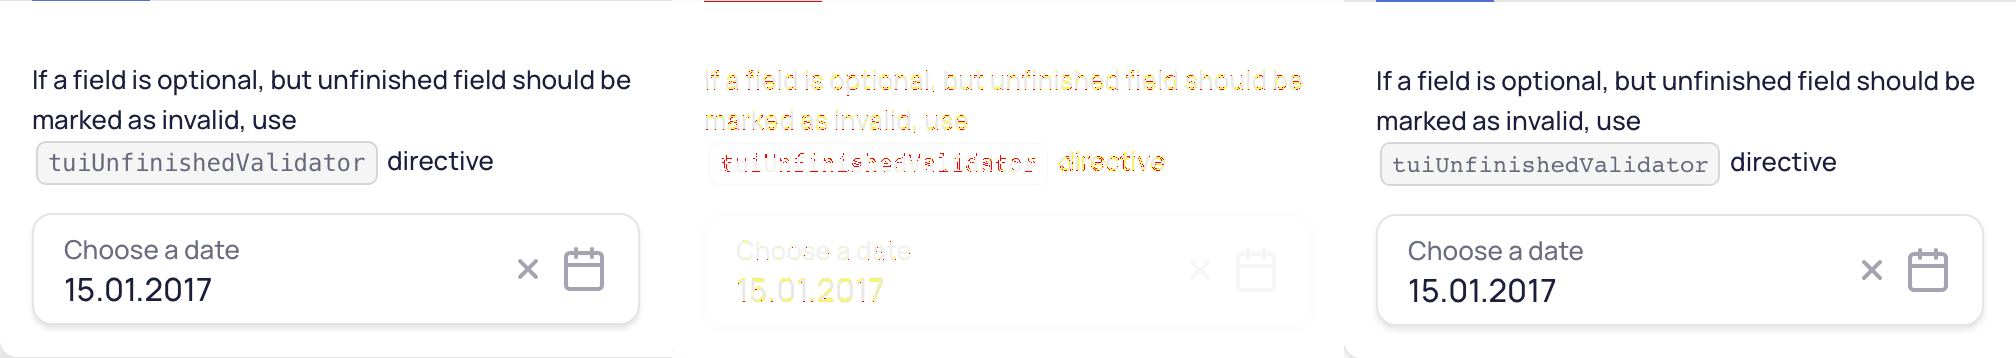 If a field is optional, but unfinished field should be
marked as invalid, use
tuiUnfinishedValidator directive
Choose a date
15.01.2017
If a field is optional, but unfinished field should be
marked as invalid, use
tuiUnfinishedValidator directive
Choose a date
15.01.2017
If a field is optional, but unfinished field should be
marked as invalid, use
tuiUnfinishedValidator directive
Choose a date
15.01.2017